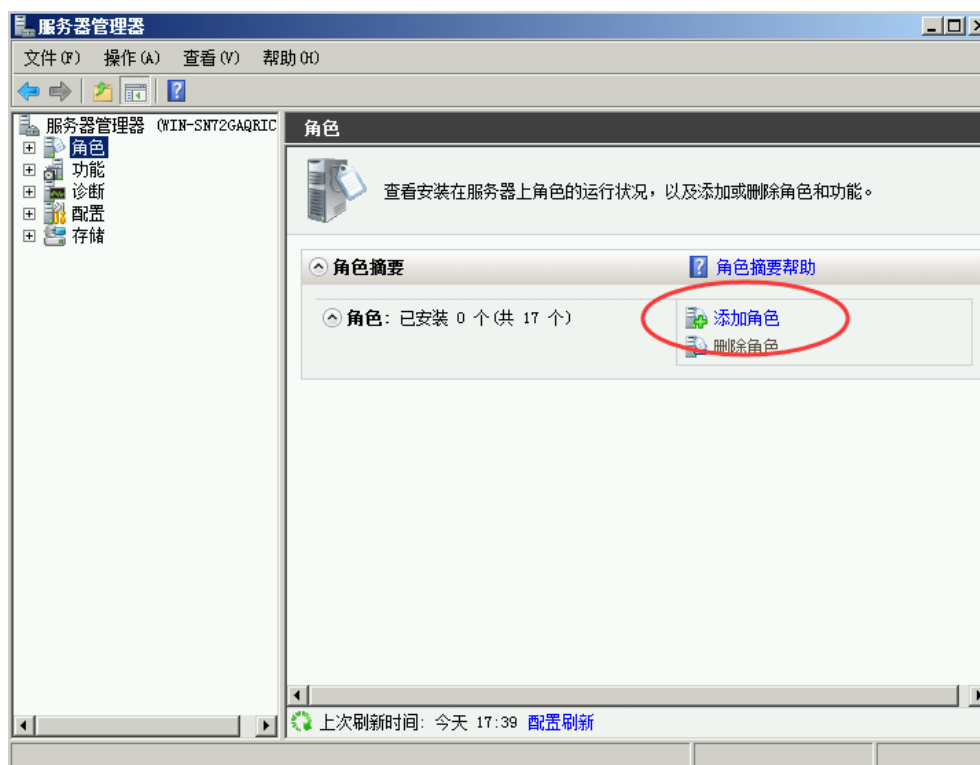 服务器管理器
文件(F) 操作(A) 查看(V) 帮助(H)
服务器管理器 (WIN-SN72GAQRIC
角色
功能
诊断
配置
存储
角色
查看安装在服务器上角色的运行状况，以及添加或删除角色和功能。
角色摘要
角色摘要帮助
角色: 已安装 0 个(共 17 个)
添加角色
删除角色
上次刷新时间: 今天 17:39 配置刷新